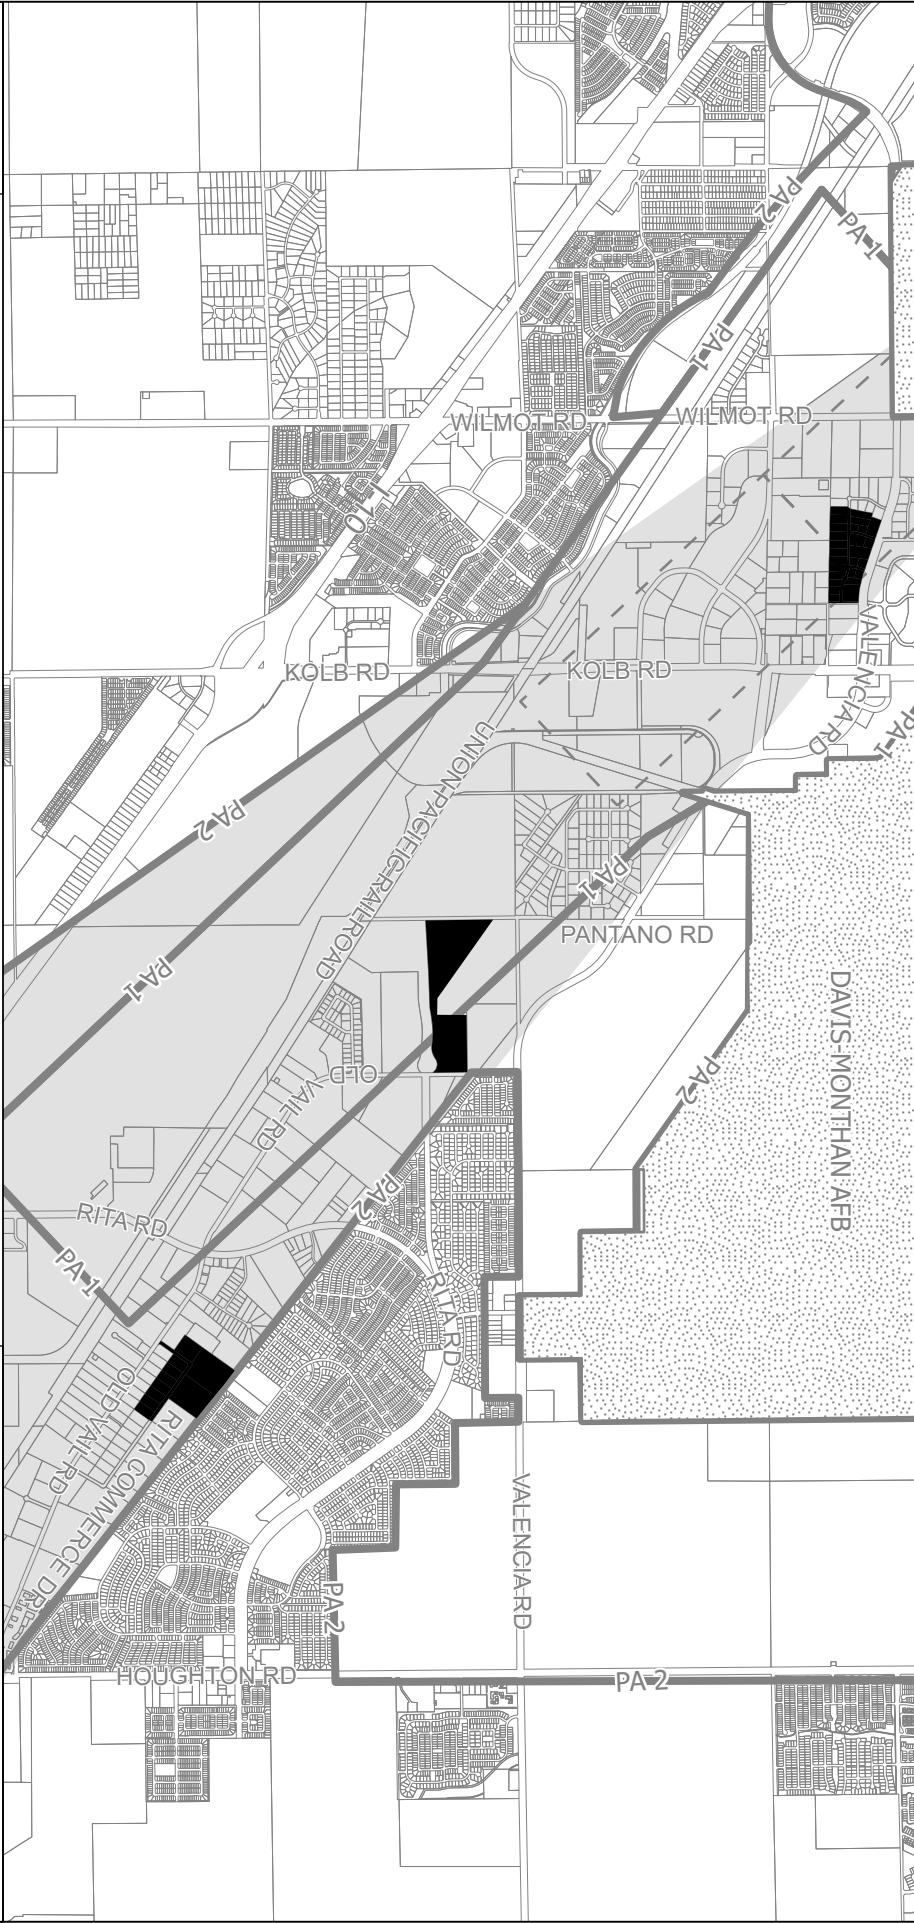 PA-2
PA-1
PA-1
WILMOT RD
WILMOT RD
I-10
VALENCIA RD
KOLB RD
KOLB RD
PA-1
UNION PACIFIC RAILROAD
PA 2
PA 1
PANTANO RD
PA-1
DAVIS-MONTHAN AFB
OLD
VAIL RD
PA-2
PA 2
RITA RD
PA-1
RITA RD
OLD VAIL RD
RITA COMMERCE DR
VALENCIA RD
PA 2
HOUGHTON RD
PA-2